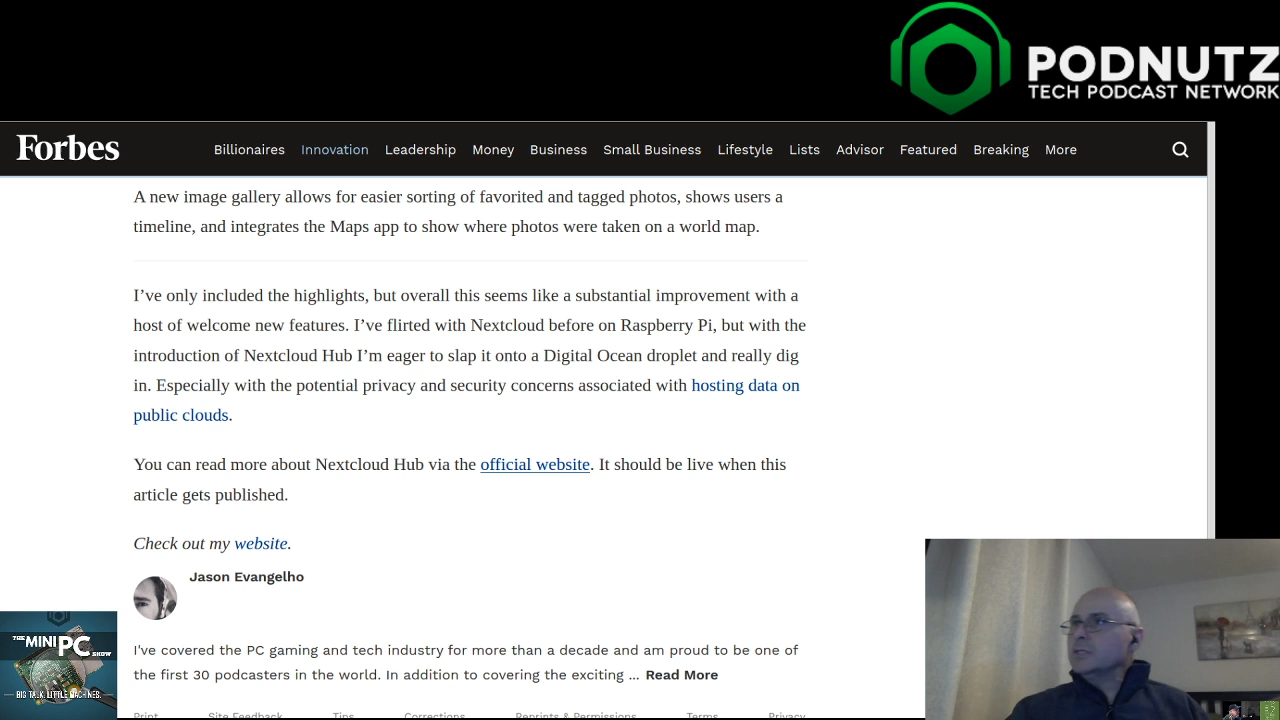 PODNUTZ
TECH PODCAST NETWORK
Forbes
Billionaires Innovation Leadership Money Business Small Business Lifestyle Lists Advisor Featured Breaking More
A new image gallery allows for easier sorting of favorited and tagged photos, shows users a
timeline, and integrates the Maps app to show where photos were taken on a world map.
I've only included the highlights, but overall this seems like a substantial improvement with a
host of welcome new features. I've flirted with Nextcloud before on Raspberry Pi, but with the
introduction of Nextcloud Hub I'm eager to slap it onto a Digital Ocean droplet and really dig
in. Especially with the potential privacy and security concerns associated with hosting data on
public clouds.
You can read more about Nextcloud Hub via the official website. It should be live when this
article gets published.
Check out my website.
Jason Evangelho
I've covered the PC gaming and tech industry for more than a decade and am proud to be one of
the first 30 podcasters in the world. In addition to covering the exciting ... Read More
Print Site Feedback Tips Corrections Reprints & Permissions Terms Privacy
THE MINI PC SHOW
BIG TALK. LITTLE MACHINES.